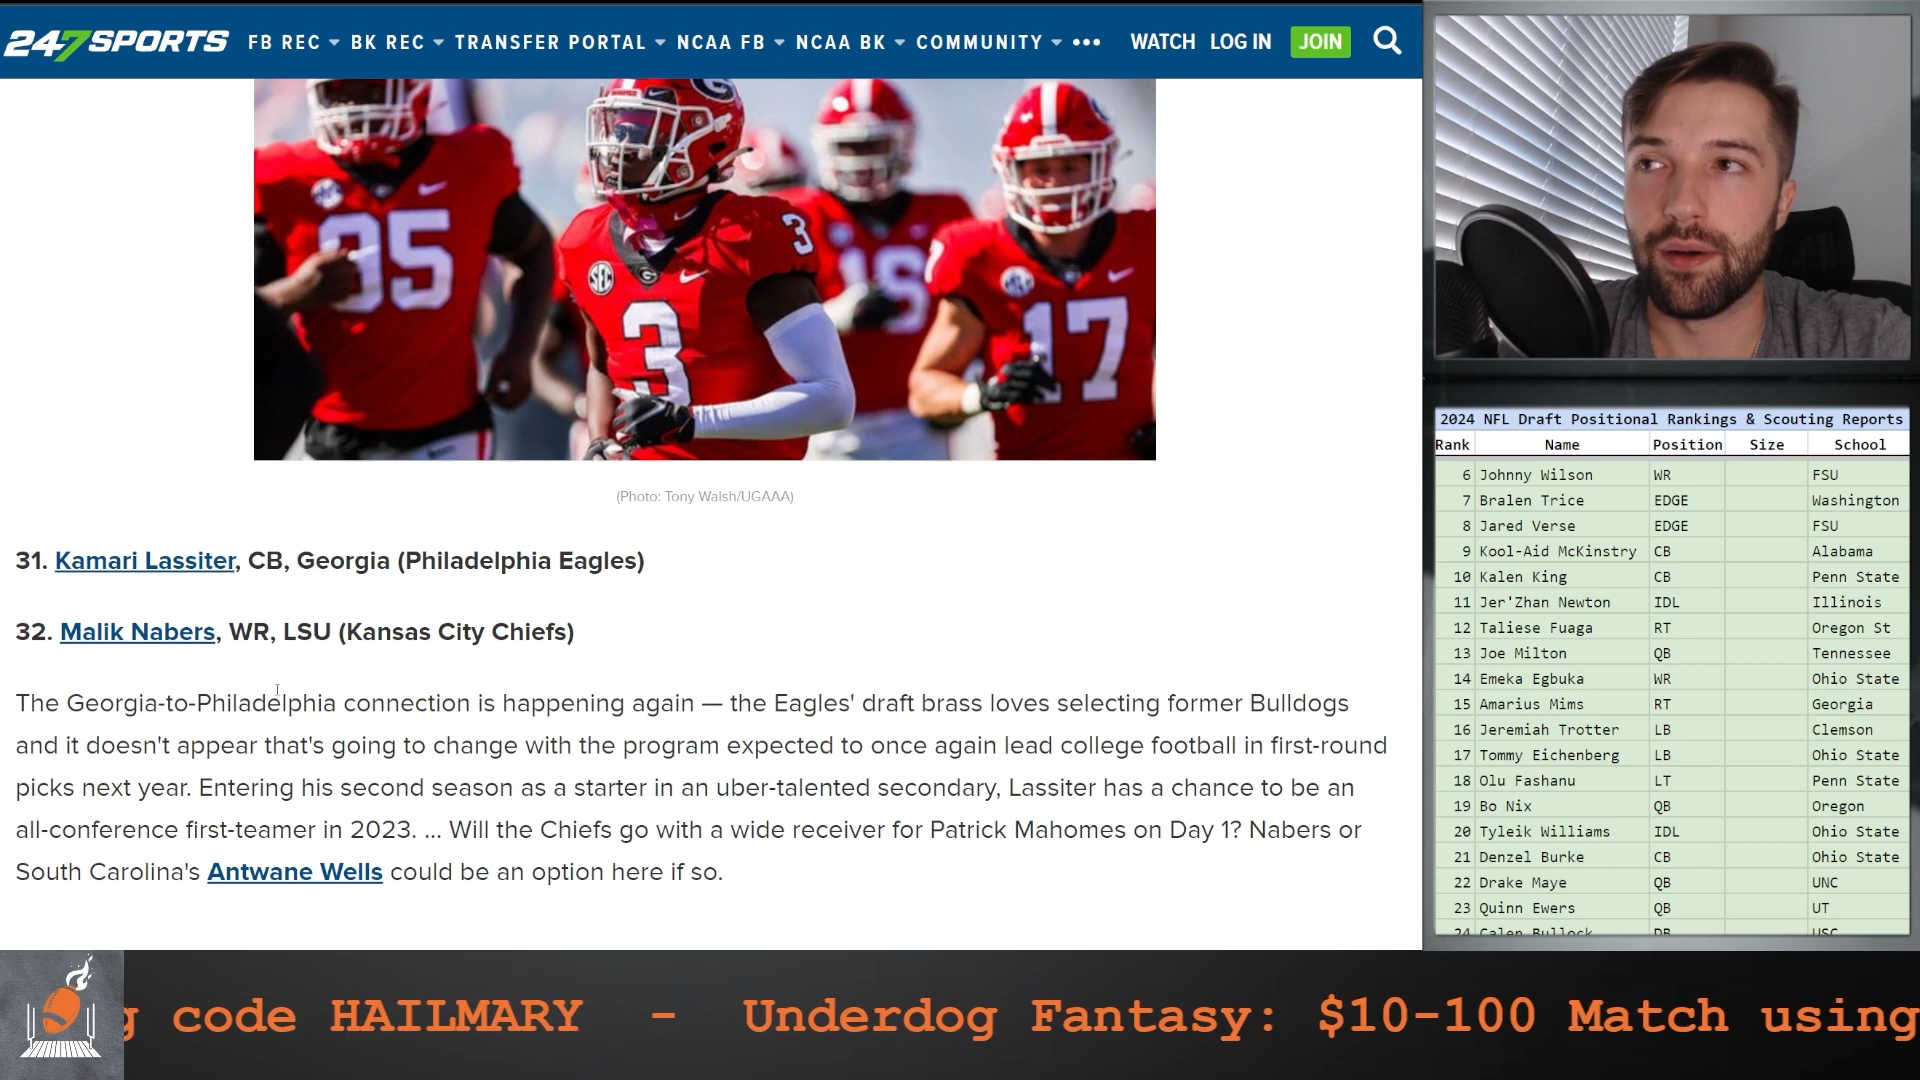 247SPORTS FB REC BK REC TRANSFER PORTAL NCAA FB NCAA BK COMMUNITY ••• WATCH LOG IN JOIN
95 3 3 17
SEC G
(Photo: Tony Walsh/UGAAA)
31. Kamari Lassiter, CB, Georgia (Philadelphia Eagles)
32. Malik Nabers, WR, LSU (Kansas City Chiefs)
The Georgia-to-Philadelphia connection is happening again — the Eagles' draft brass loves selecting former Bulldogs
and it doesn't appear that's going to change with the program expected to once again lead college football in first-round
picks next year. Entering his second season as a starter in an uber-talented secondary, Lassiter has a chance to be an
all-conference first-teamer in 2023. ... Will the Chiefs go with a wide receiver for Patrick Mahomes on Day 1? Nabers or
South Carolina's Antwane Wells could be an option here if so.
2024 NFL Draft Positional Rankings & Scouting Reports
Rank Name Position Size School
6 Johnny Wilson WR FSU
7 Bralen Trice EDGE Washington
8 Jared Verse EDGE FSU
9 Kool-Aid McKinstry CB Alabama
10 Kalen King CB Penn State
11 Jer'Zhan Newton IDL Illinois
12 Taliese Fuaga RT Oregon St
13 Joe Milton QB Tennessee
14 Emeka Egbuka WR Ohio State
15 Amarius Mims RT Georgia
16 Jeremiah Trotter LB Clemson
17 Tommy Eichenberg LB Ohio State
18 Olu Fashanu LT Penn State
19 Bo Nix QB Oregon
20 Tyleik Williams IDL Ohio State
21 Denzel Burke CB Ohio State
22 Drake Maye QB UNC
23 Quinn Ewers QB UT
24 Calen Bullock DB USC
g code HAILMARY - Underdog Fantasy: $10-100 Match using